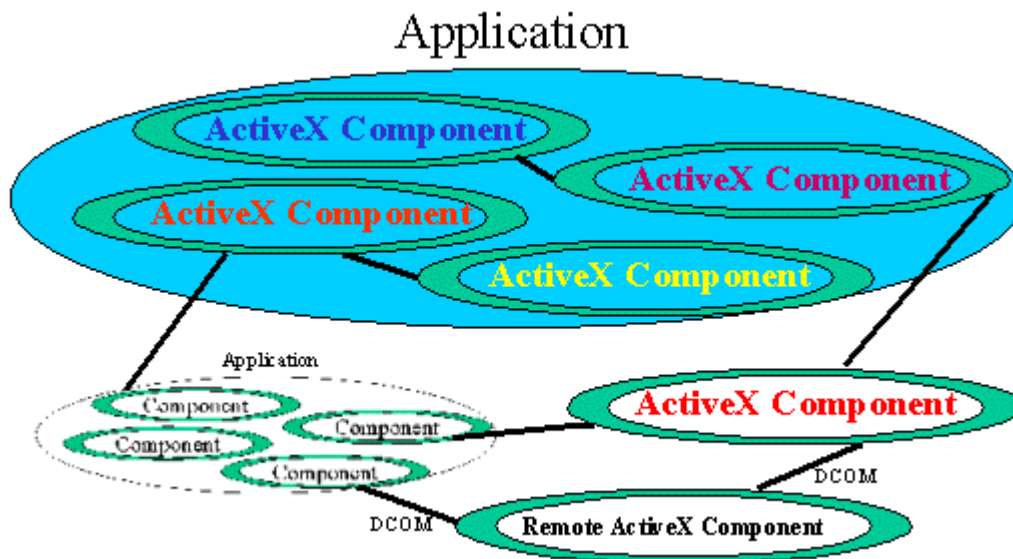 Application
ActiveX Component
ActiveX Component
ActiveX Component
ActiveX Component
Application
Component
Component
Component
Component
ActiveX Component
DCOM
DCOM
Remote ActiveX Component